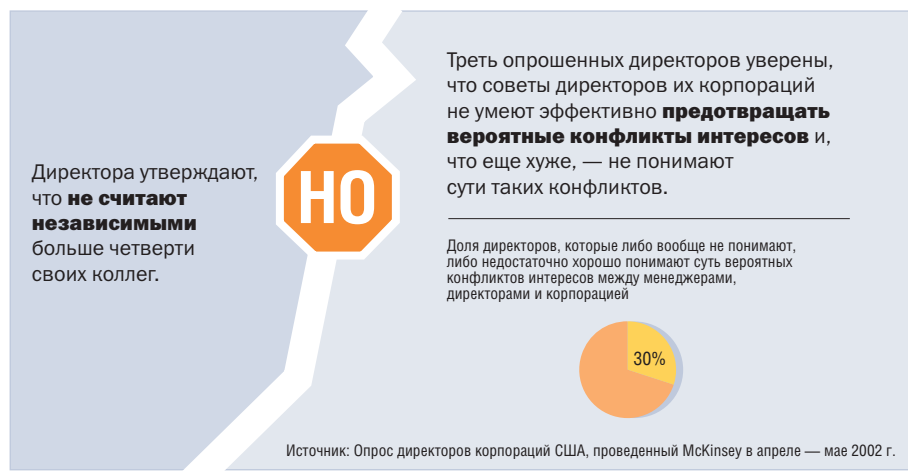 Директора утверждают,
что не считают
независимыми
больше четверти
своих коллег.
НО
Треть опрошенных директоров уверены,
что советы директоров их корпораций
не умеют эффективно предотвращать
вероятные конфликты интересов и,
что еще хуже, — не понимают
сути таких конфликтов.
Доля директоров, которые либо вообще не понимают,
либо недостаточно хорошо понимают суть вероятных
конфликтов интересов между менеджерами,
директорами и корпорацией
30%
Источник: Опрос директоров корпораций США, проведенный McKinsey в апреле — мае 2002 г.